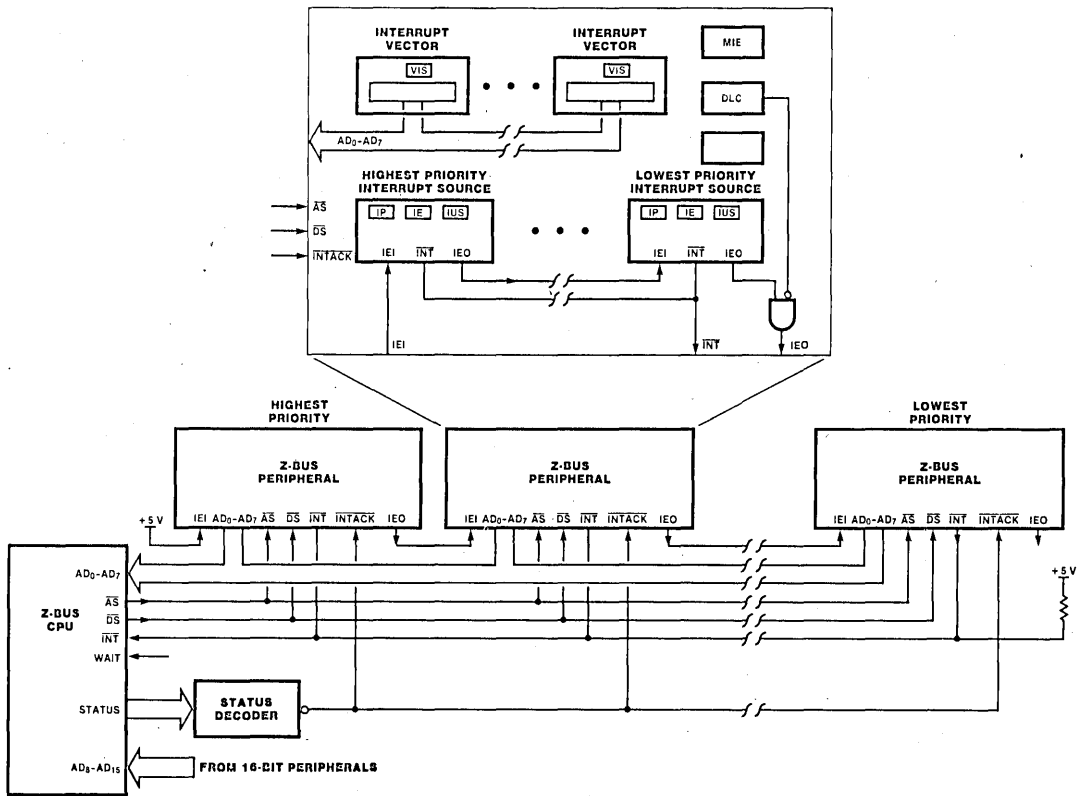 INTERRUPT
VECTOR
VIS
INTERRUPT
VECTOR
VIS
MIE
DLC
AD0-AD7
HIGHEST PRIORITY
INTERRUPT SOURCE
IP IE IUS
IEI INT IEO
LOWEST PRIORITY
INTERRUPT SOURCE
IP IE IUS
IEI INT IEO
AS
DS
INTACK
IEI
INT
IEO
HIGHEST
PRIORITY
LOWEST
PRIORITY
Z-BUS
PERIPHERAL
IEI AD0-AD7 AS DS INT INTACK IEO
Z-BUS
PERIPHERAL
IEI AD0-AD7 AS DS INT INTACK IEO
Z-BUS
PERIPHERAL
IEI AD0-AD7 AS DS INT INTACK IEO
+5 V
+5 V
Z-BUS
CPU
AD0-AD7
AS
DS
INT
WAIT
STATUS
AD8-AD15
STATUS
DECODER
FROM 16-BIT PERIPHERALS